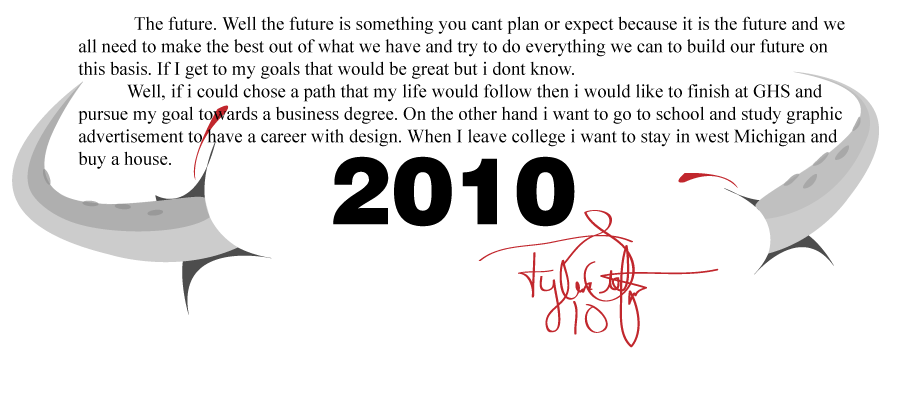 The future. Well the future is something you cant plan or expect because it is the future and we
all need to make the best out of what we have and try to do everything we can to build our future on
this basis. If I get to my goals that would be great but i dont know.
Well, if i could chose a path that my life would follow then i would like to finish at GHS and
pursue my goal towards a business degree. On the other hand i want to go to school and study graphic
advertisement to have a career with design. When I leave college i want to stay in west Michigan and
buy a house.
2010
tyler
10